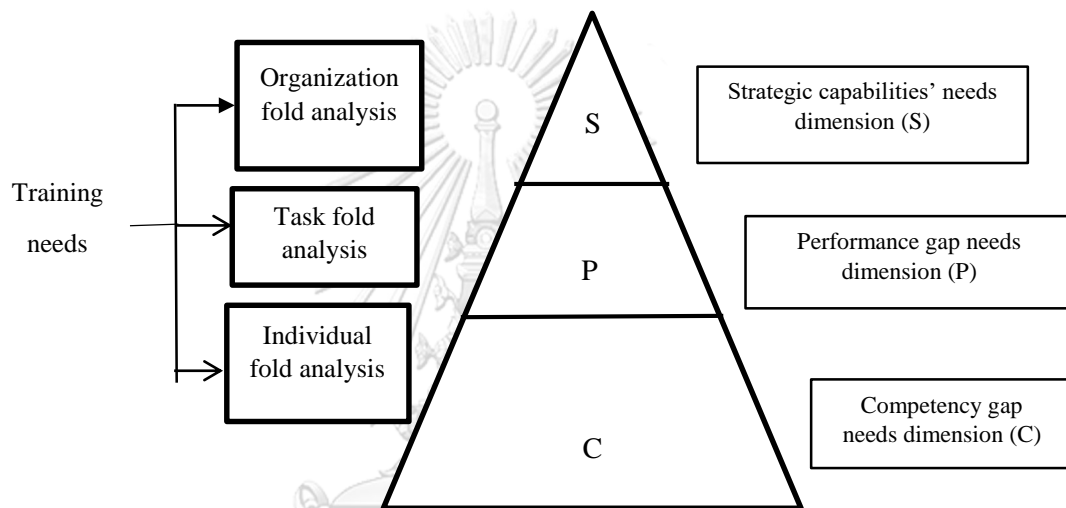 Training
needs
Organization
fold analysis
Task fold
analysis
Individual
fold analysis
S
P
C
Strategic capabilities’ needs
dimension (S)
Performance gap needs
dimension (P)
Competency gap
needs dimension (C)